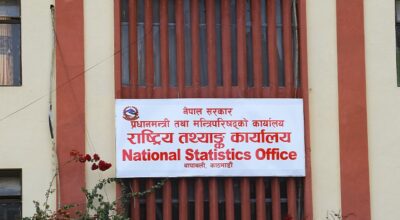 नेपाल सरकार
प्रधानमन्त्री तथा मन्त्रिपरिषद्को कार्यालय
राष्ट्रिय तथ्याङ्क कार्यालय
National Statistics Office
थापाथली, काठमाडौं